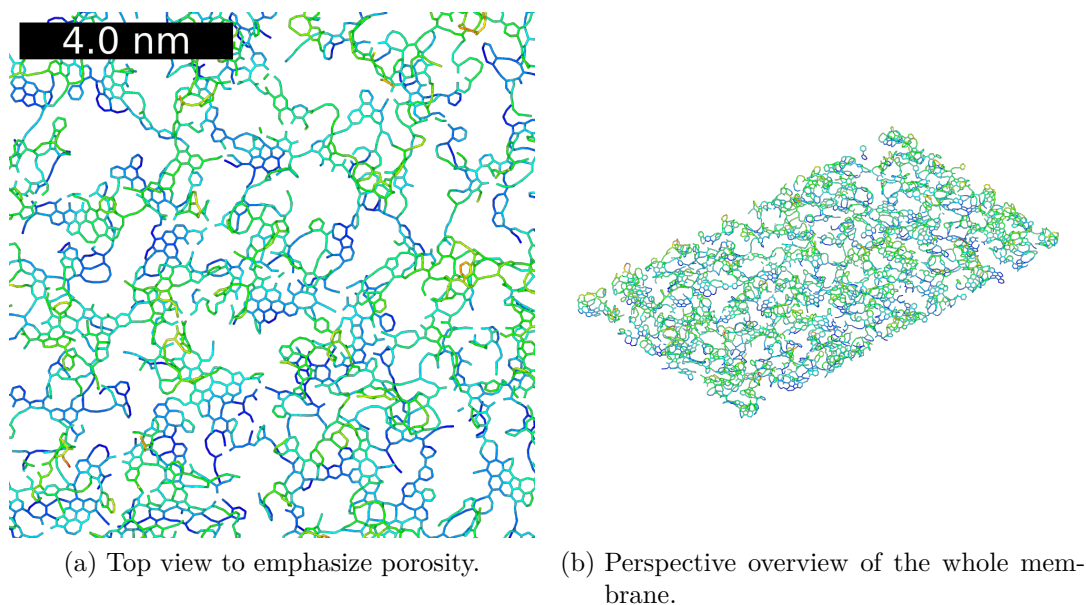 4.0 nm
(a) Top view to emphasize porosity.
(b) Perspective overview of the whole mem-
brane.